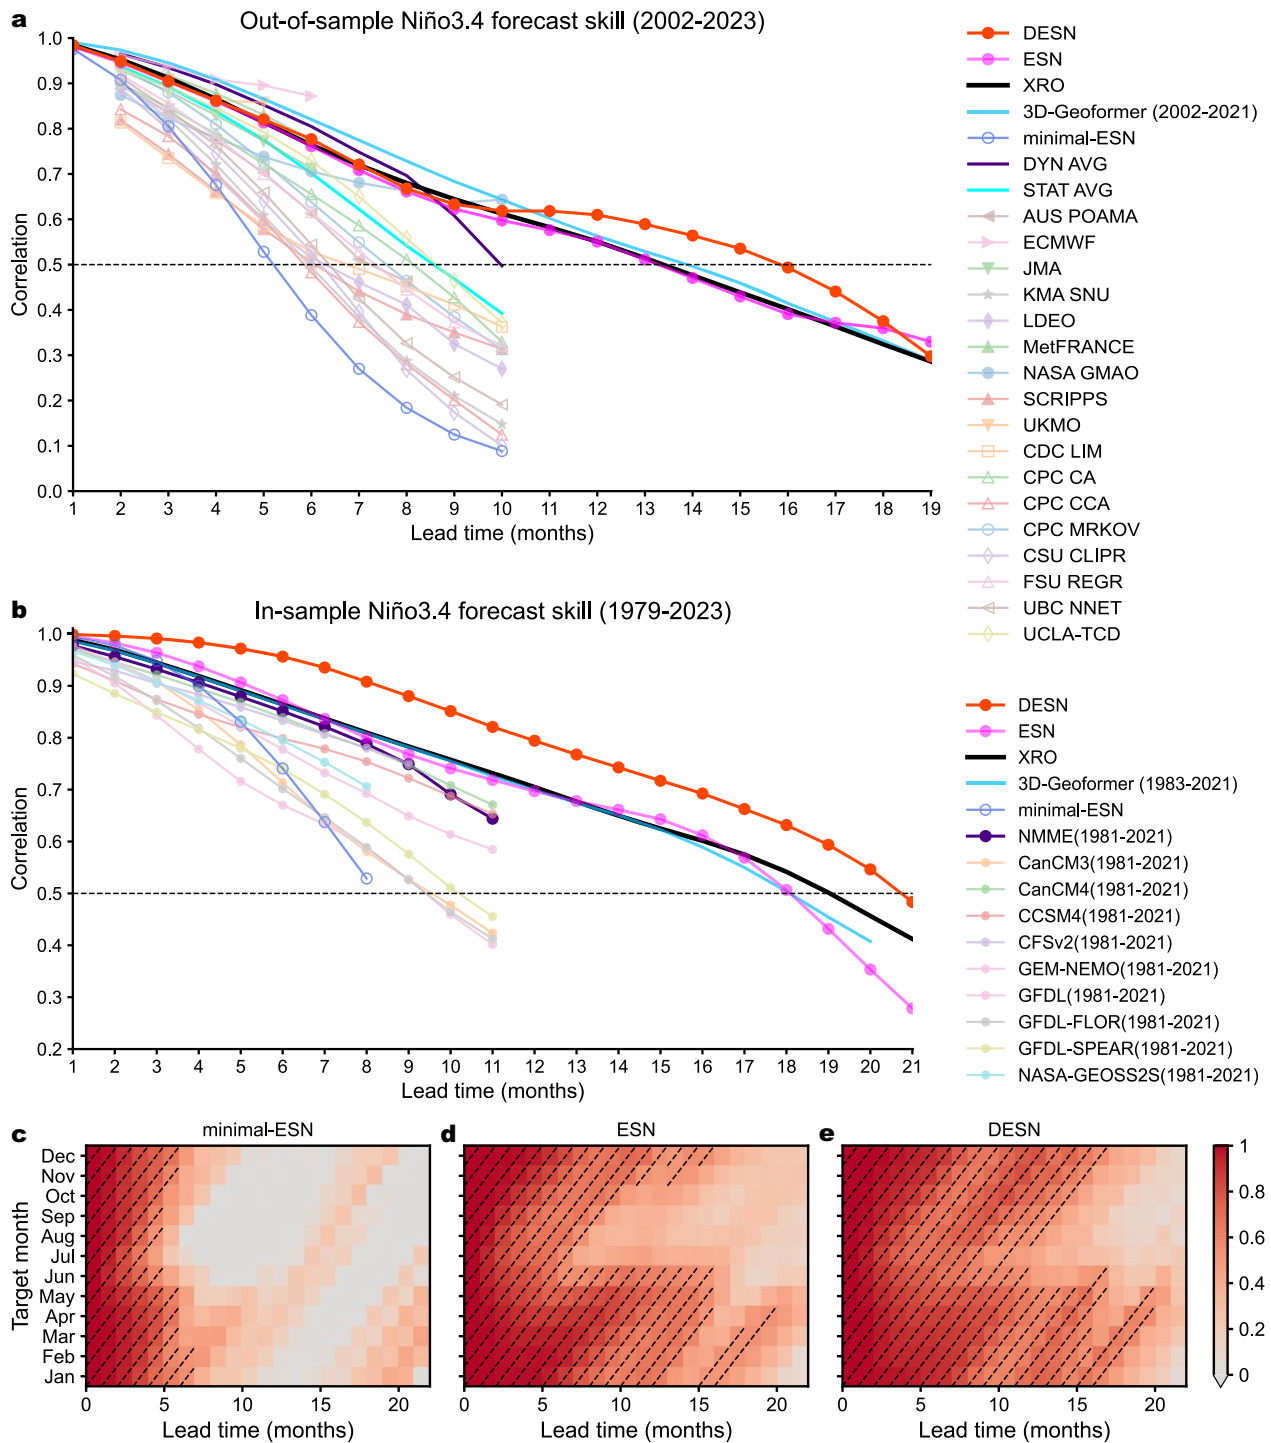 a
Out-of-sample Niño3.4 forecast skill (2002-2023)
Correlation
1.0
0.9
0.8
0.7
0.6
0.5
0.4
0.3
0.2
0.1
0.0
1 2 3 4 5 6 7 8 9 10 11 12 13 14 15 16 17 18 19
Lead time (months)
DESN
ESN
XRO
3D-Geoformer (2002-2021)
minimal-ESN
DYN AVG
STAT AVG
AUS POAMA
ECMWF
JMA
KMA SNU
LDEO
MetFRANCE
NASA GMAO
SCRIPPS
UKMO
CDC LIM
CPC CA
CPC CCA
CPC MRKOV
CSU CLIPR
FSU REGR
UBC NNET
UCLA-TCD
b
In-sample Niño3.4 forecast skill (1979-2023)
Correlation
1.0
0.9
0.8
0.7
0.6
0.5
0.4
0.3
0.2
1 2 3 4 5 6 7 8 9 10 11 12 13 14 15 16 17 18 19 20 21
Lead time (months)
DESN
ESN
XRO
3D-Geoformer (1983-2021)
minimal-ESN
NMME(1981-2021)
CanCM3(1981-2021)
CanCM4(1981-2021)
CCSM4(1981-2021)
CFSv2(1981-2021)
GEM-NEMO(1981-2021)
GFDL(1981-2021)
GFDL-FLOR(1981-2021)
GFDL-SPEAR(1981-2021)
NASA-GEOSS2S(1981-2021)
c
minimal-ESN
Target month
Dec
Nov
Oct
Sep
Aug
Jul
Jun
May
Apr
Mar
Feb
Jan
0 5 10 15 20
Lead time (months)
d
ESN
0 5 10 15 20
Lead time (months)
e
DESN
0 5 10 15 20
Lead time (months)
1
0.8
0.6
0.4
0.2
0